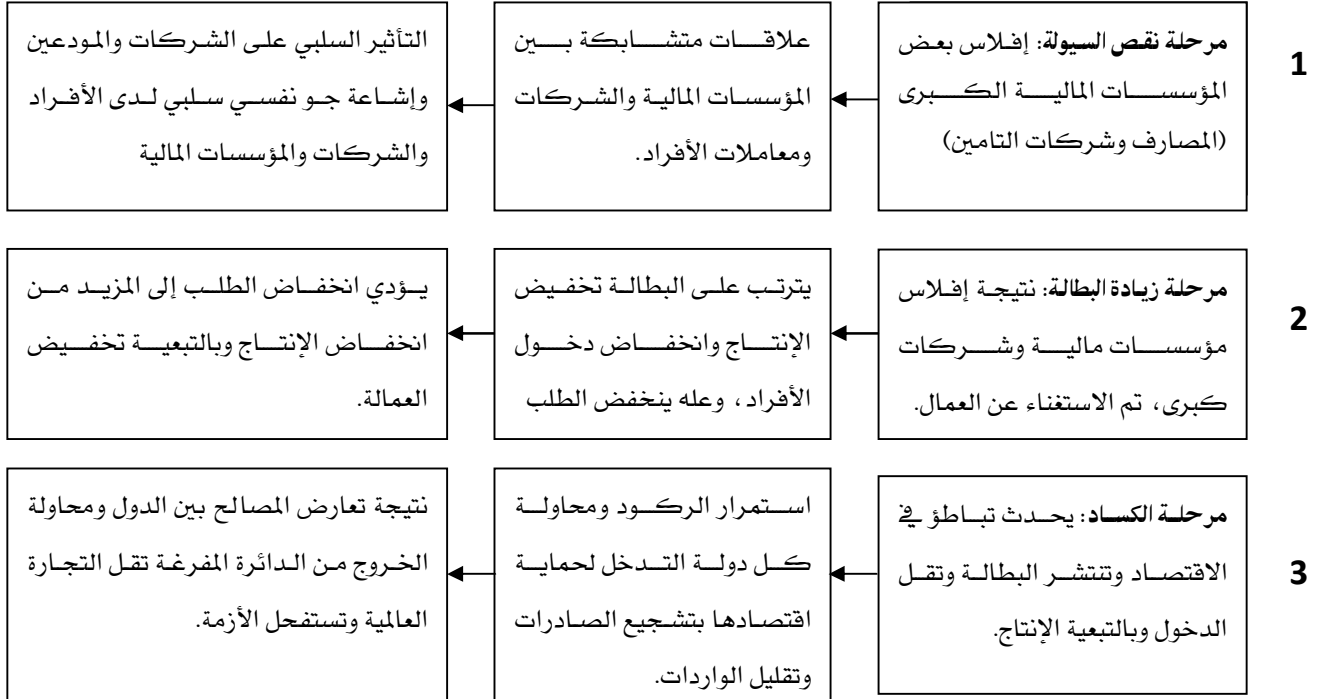 1
مرحلة نقص السيولة: إفلاس بعض
المؤسسات المالية الكبرى
(المصارف وشركات التامين)
علاقات متشابكة بين
المؤسسات المالية والشركات
ومعاملات الأفراد.
التأثير السلبي على الشركات والمودعين
وإشاعة جو نفسي سلبي لدى الأفراد
والشركات والمؤسسات المالية
2
مرحلة زيادة البطالة: نتيجة إفلاس
مؤسسات مالية وشركات
كبرى، تم الاستغناء عن العمال.
يترتب على البطالة تخفيض
الإنتاج وانخفاض دخول
الأفراد، وعله ينخفض الطلب
يؤدي انخفاض الطلب إلى المزيد من
انخفاض الإنتاج وبالتبعية تخفيض
العمالة.
3
مرحلة الكساد: يحدث تباطؤ في
الاقتصاد وتنتشر البطالة وتقل
الدخول وبالتبعية الإنتاج.
استمرار الركود ومحاولة
كل دولة التدخل لحماية
اقتصادها بتشجيع الصادرات
وتقليل الواردات.
نتيجة تعارض المصالح بين الدول ومحاولة
الخروج من الدائرة المفرغة تقل التجارة
العالمية وتستفحل الأزمة.